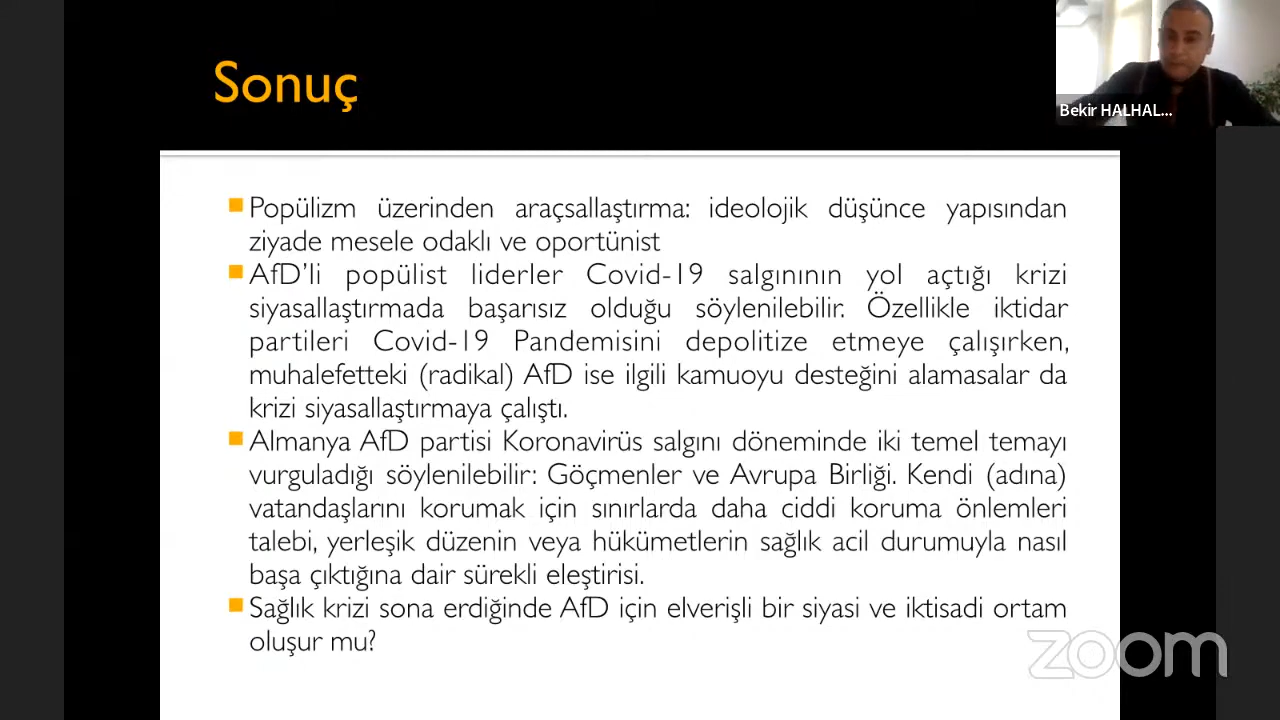 Sonuç
Bekir HALHAL...
Popülizm üzerinden araçsallaştırma: ideolojik düşünce yapısından
ziyade mesele odaklı ve oportünist
AfD’li popülist liderler Covid-19 salgınının yol açtığı krizi
siyasallaştırmada başarısız olduğu söylenilebilir. Özellikle iktidar
partileri Covid-19 Pandemisini depolitize etmeye çalışırken,
muhalefetteki (radikal) AfD ise ilgili kamuoyu desteğini alamasalar da
krizi siyasallaştırmaya çalıştı.
Almanya AfD partisi Koronavirüs salgını döneminde iki temel temayı
vurguladığı söylenilebilir: Göçmenler ve Avrupa Birliği. Kendi (adına)
vatandaşlarını korumak için sınırlarda daha ciddi koruma önlemleri
talebi, yerleşik düzenin veya hükümetlerin sağlık acil durumuyla nasıl
başa çıktığına dair sürekli eleştirisi.
Sağlık krizi sona erdiğinde AfD için elverişli bir siyasi ve iktisadi ortam
oluşur mu?
zoom